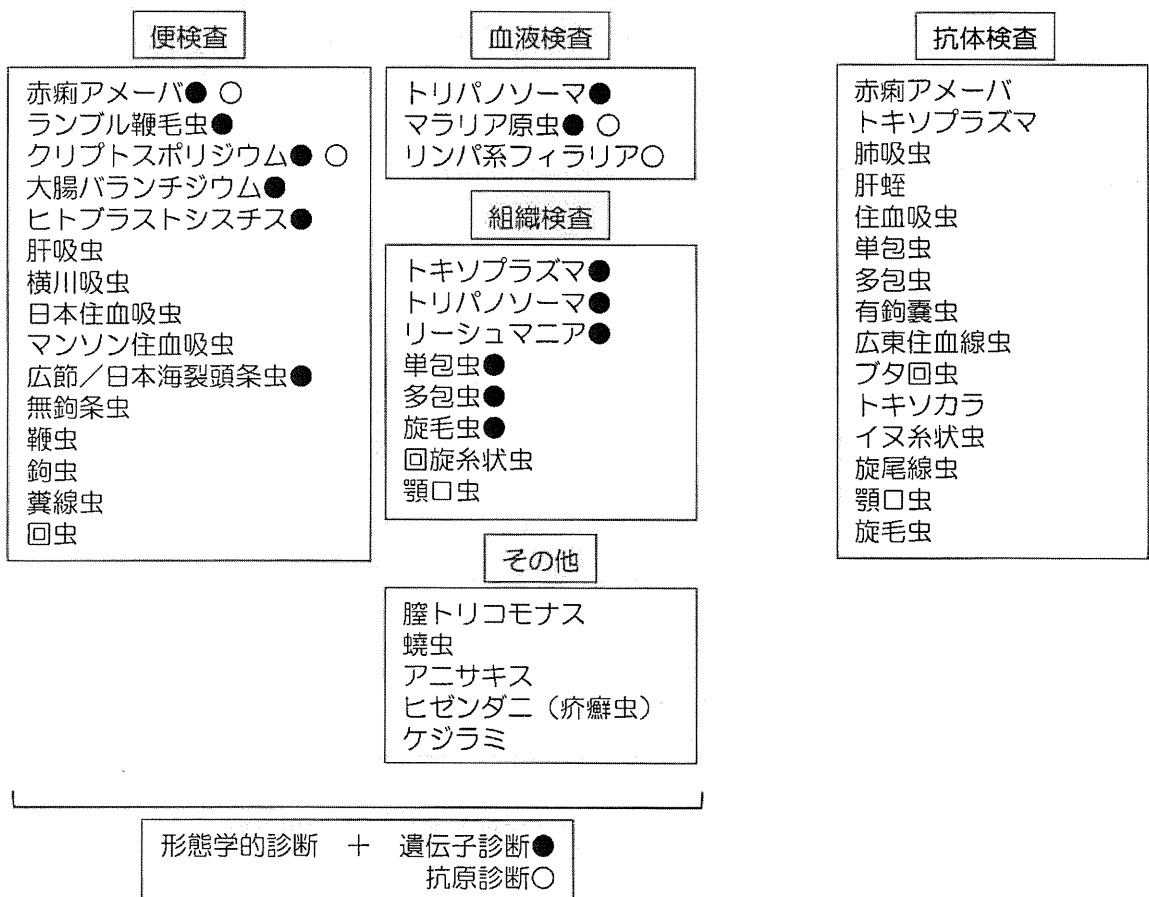 便検査
赤痢アメーバ● ○
ランブル鞭毛虫●
クリプトスポリジウム● ○
大腸バランチジウム●
ヒトブラストシスチス●
肝吸虫
横川吸虫
日本住血吸虫
マンソン住血吸虫
広節／日本海裂頭条虫●
無鉤条虫
鞭虫
鉤虫
糞線虫
回虫
血液検査
トリパノソーマ●
マラリア原虫● ○
リンパ系フィラリア○
組織検査
トキソプラズマ●
トリパノソーマ●
リーシュマニア●
単包虫●
多包虫●
旋毛虫●
回旋糸状虫
顎口虫
その他
膣トリコモナス
蟯虫
アニサキス
ヒゼンダニ（疥癬虫）
ケジラミ
形態学的診断 ＋ 遺伝子診断●
抗原診断○
抗体検査
赤痢アメーバ
トキソプラズマ
肺吸虫
肝蛭
住血吸虫
単包虫
多包虫
有鉤嚢虫
広東住血線虫
ブタ回虫
トキソカラ
イヌ糸状虫
旋尾線虫
顎口虫
旋毛虫